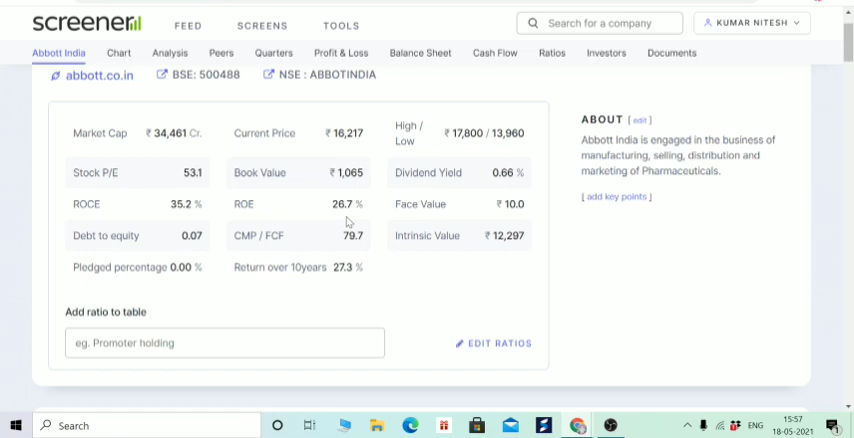 screener
FEED SCREENS TOOLS
Search for a company
KUMAR NITESH
Abbott India Chart Analysis Peers Quarters Profit & Loss Balance Sheet Cash Flow Ratios Investors Documents
abbott.co.in BSE: 500488 NSE : ABBOTINDIA
Market Cap ₹ 34,461 Cr. Current Price ₹ 16,217 High / Low ₹ 17,800 / 13,960
Stock P/E 53.1 Book Value ₹ 1,065 Dividend Yield 0.66 %
ROCE 35.2 % ROE 26.7 % Face Value ₹ 10.0
Debt to equity 0.07 CMP / FCF 79.7 Intrinsic Value ₹ 12,297
Pledged percentage 0.00 % Return over 10years 27.3 %
Add ratio to table
eg. Promoter holding
EDIT RATIOS
ABOUT [ edit ]
Abbott India is engaged in the business of
manufacturing, selling, distribution and
marketing of Pharmaceuticals.
[ add key points ]
Search
ENG
15:57
18-05-2021